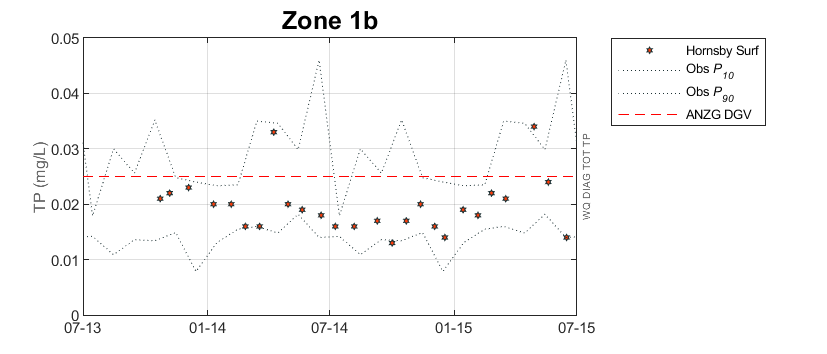 Zone 1b
0.05
0.04
0.03
0.02
0.01
0
TP (mg/L)
07-13
01-14
07-14
01-15
07-15
WQ DIAG TOT TP
Hornsby Surf
Obs P10
Obs P90
ANZG DGV